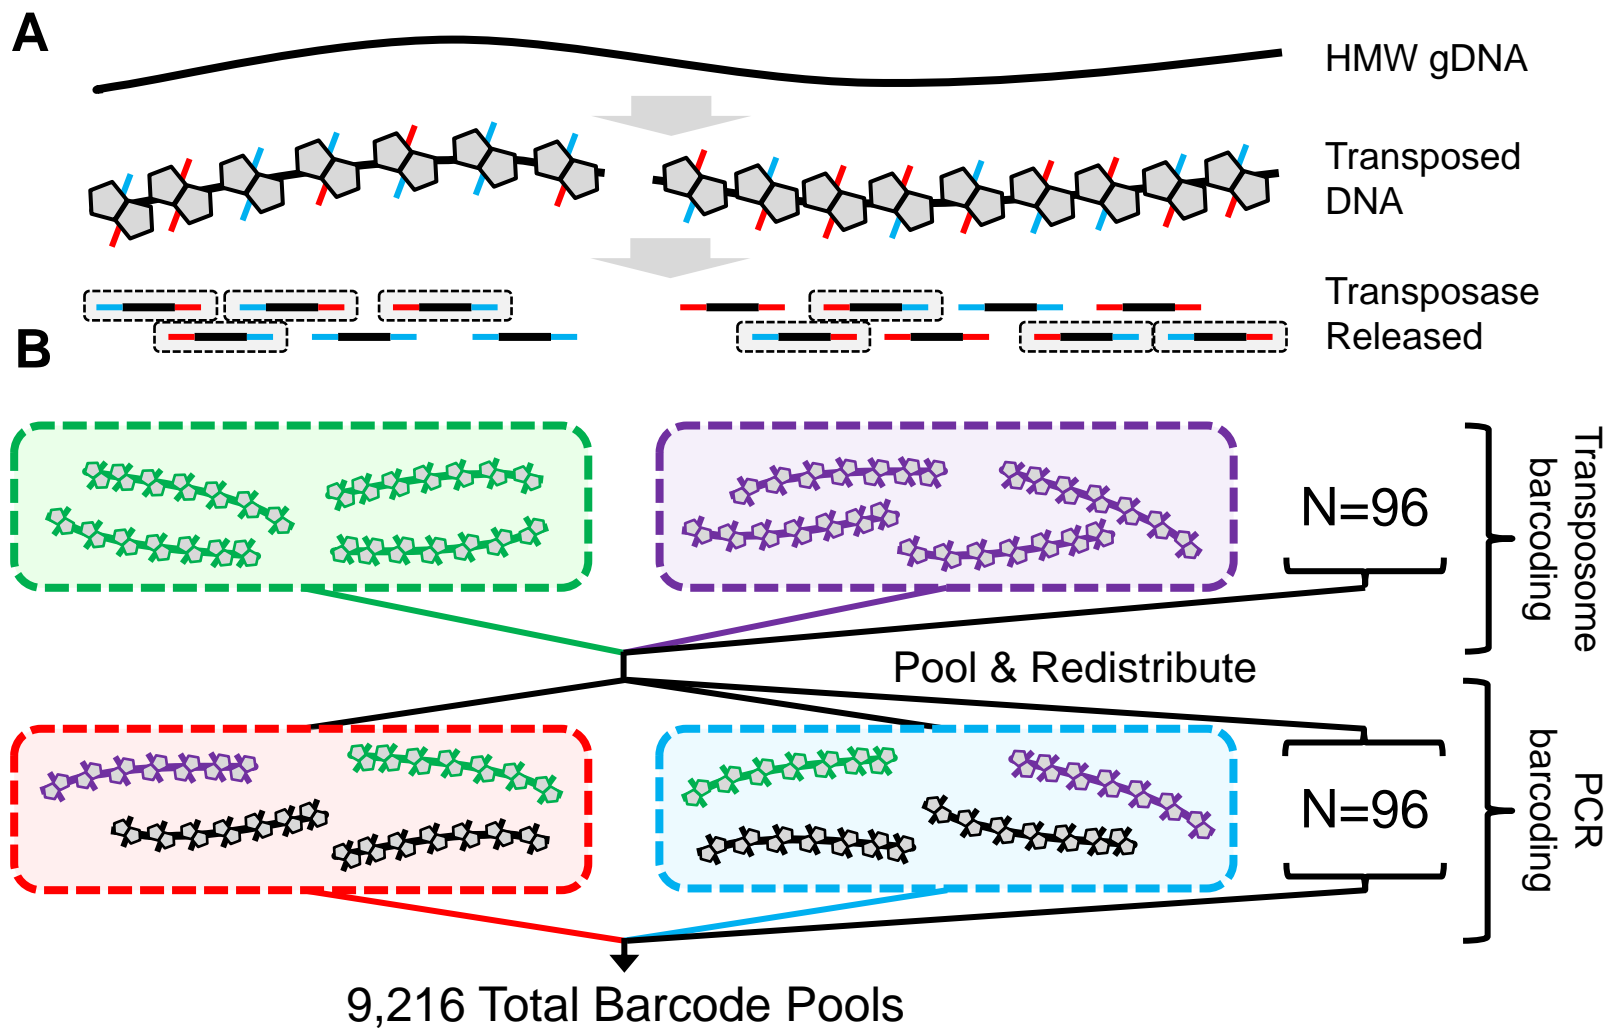 A
HMW gDNA
Transposed
DNA
Transposase
Released
B
N=96
Transposome
barcoding
Pool & Redistribute
N=96
PCR
barcoding
9,216 Total Barcode Pools